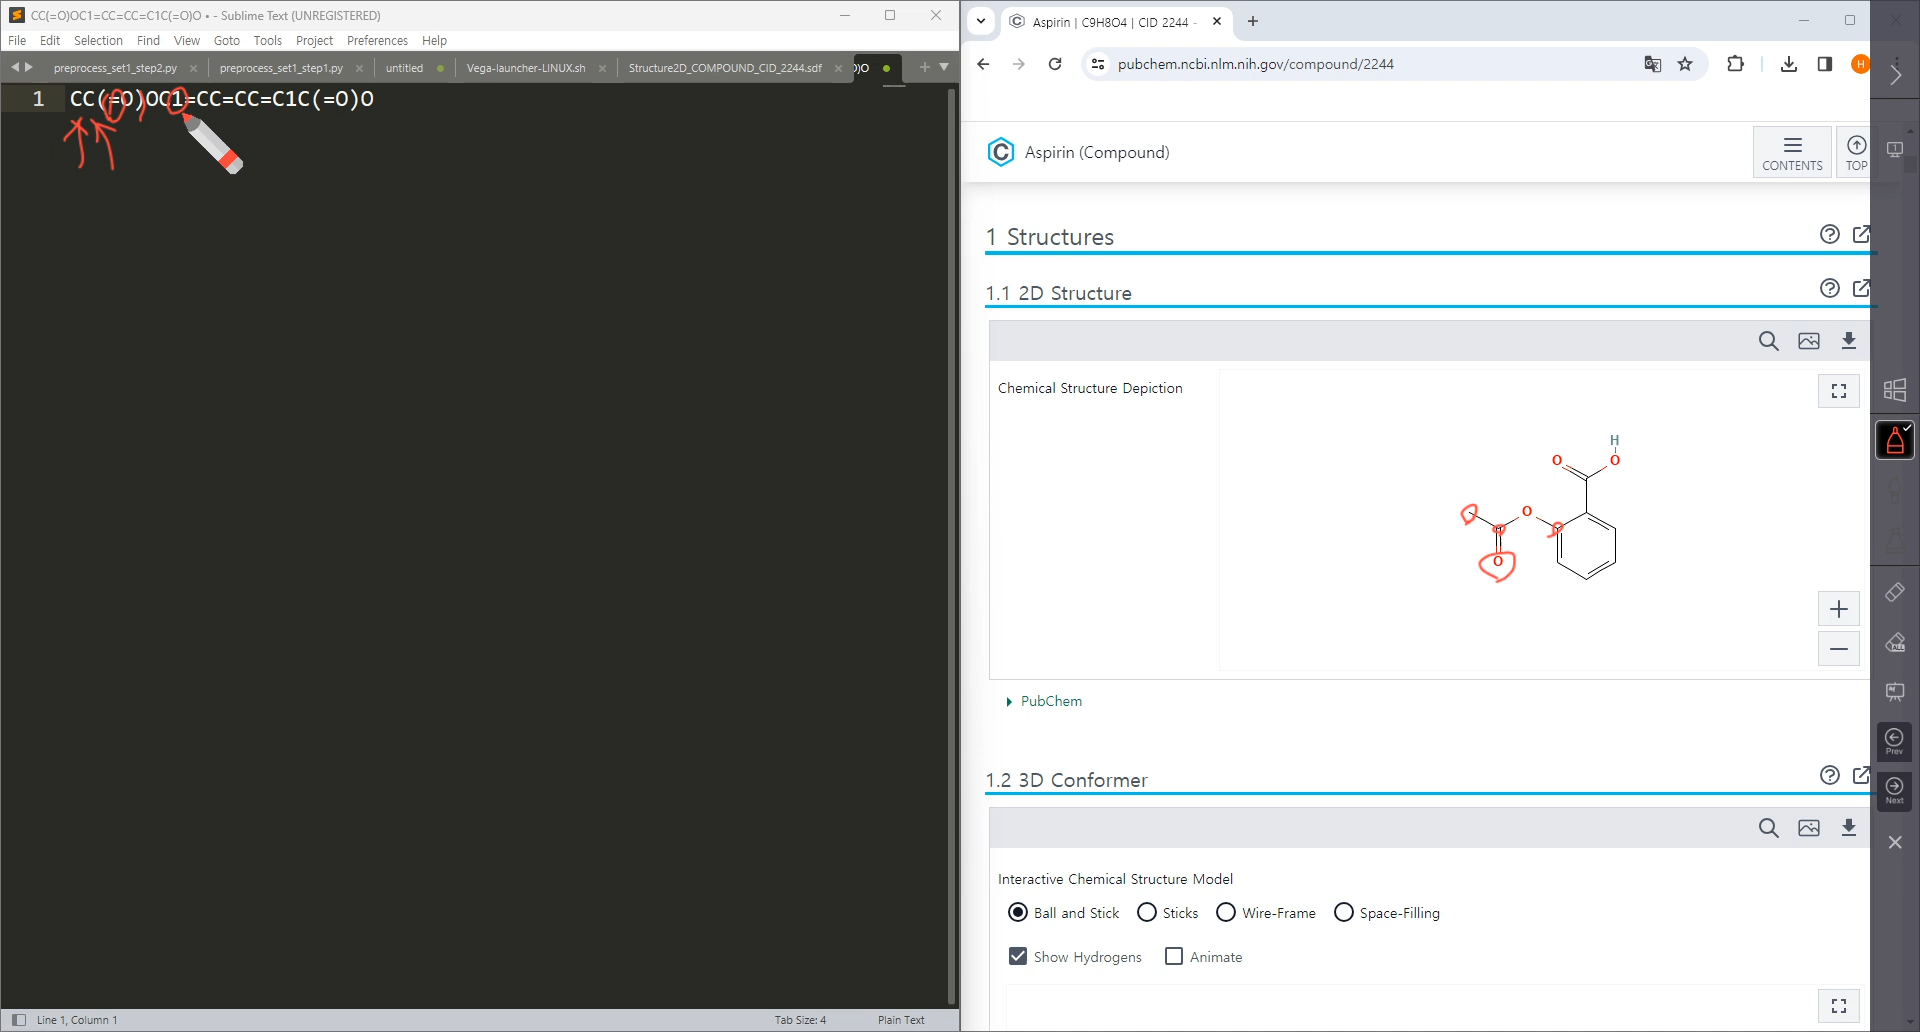 CC(=O)OC1=CC=CC=C1C(=O)O • - Sublime Text (UNREGISTERED)
File Edit Selection Find View Goto Tools Project Preferences Help
preprocess_set1_step2.py preprocess_set1_step1.py untitled Vega-launcher-LINUX.sh Structure2D_COMPOUND_CID_2244.sdf )O
1 CC(=O)OC1=CC=CC=C1C(=O)O
Line 1, Column 1
Tab Size: 4
Plain Text
Aspirin | C9H8O4 | CID 2244 -
pubchem.ncbi.nlm.nih.gov/compound/2244
H
Aspirin (Compound)
CONTENTS
TOP
1 Structures
1.1 2D Structure
Chemical Structure Depiction
H
O O
O
O
PubChem
1.2 3D Conformer
Interactive Chemical Structure Model
Ball and Stick Sticks Wire-Frame Space-Filling
Show Hydrogens Animate
1
Prev
Next